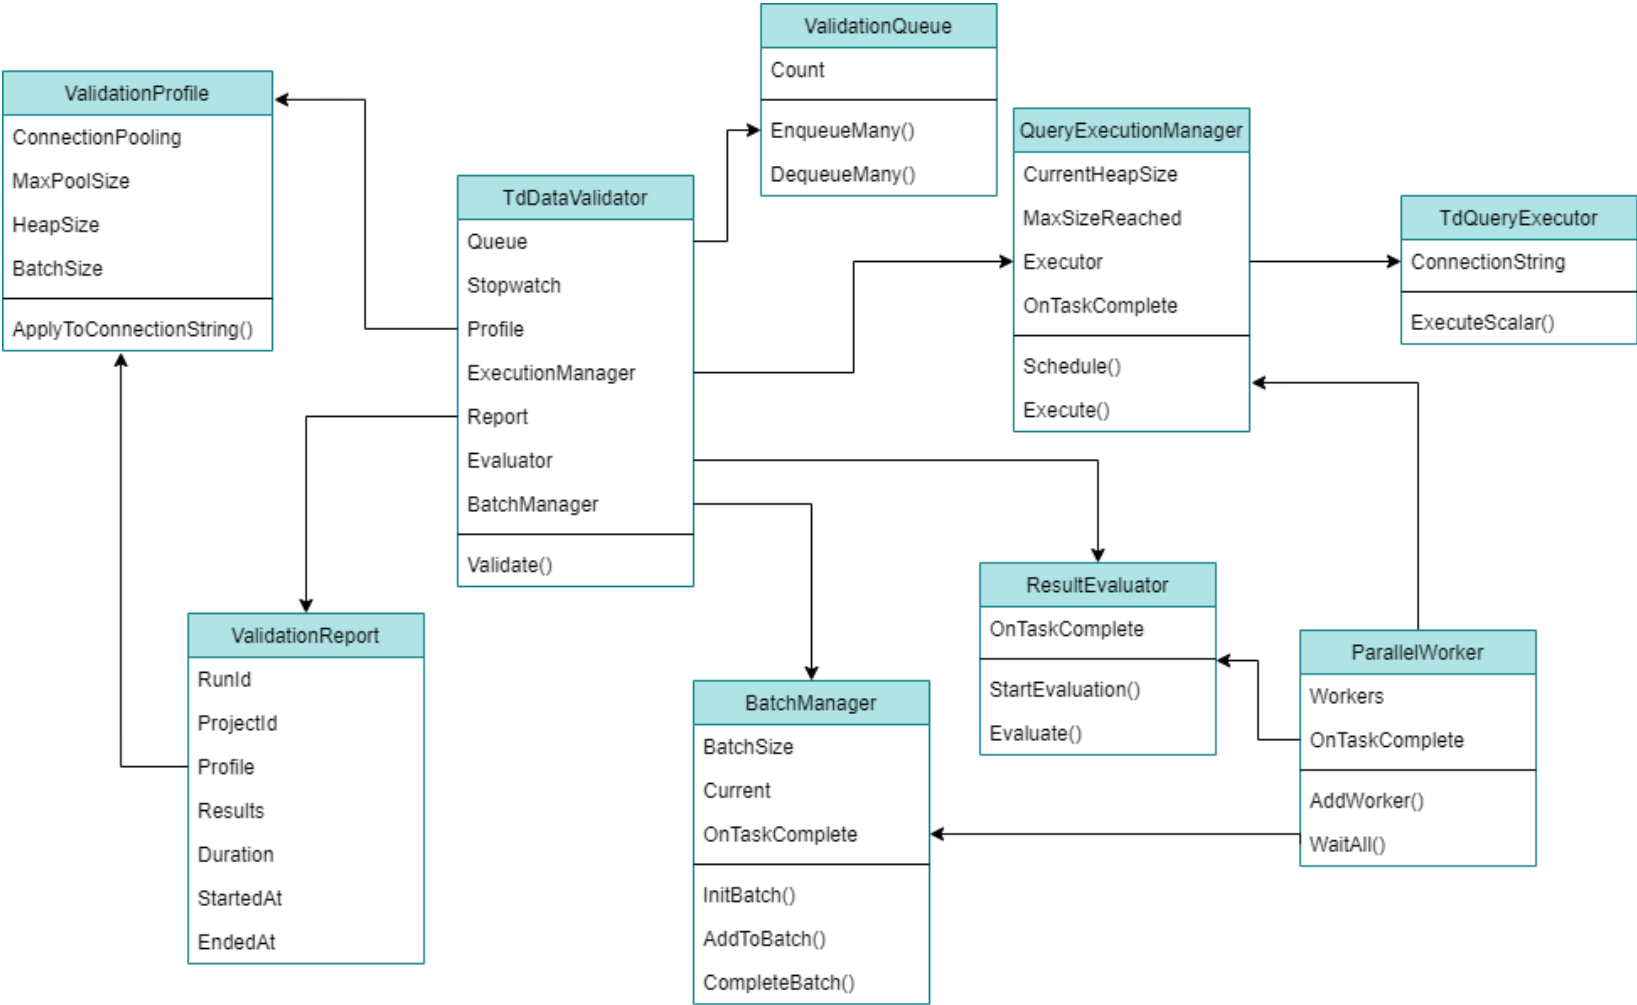 ValidationProfile
ConnectionPooling
MaxPoolSize
HeapSize
BatchSize
ApplyToConnectionString()
TdDataValidator
Queue
Stopwatch
Profile
ExecutionManager
Report
Evaluator
BatchManager
Validate()
ValidationQueue
Count
EnqueueMany()
DequeueMany()
QueryExecutionManager
CurrentHeapSize
MaxSizeReached
Executor
OnTaskComplete
Schedule()
Execute()
TdQueryExecutor
ConnectionString
ExecuteScalar()
ValidationReport
RunId
ProjectId
Profile
Results
Duration
StartedAt
EndedAt
BatchManager
BatchSize
Current
OnTaskComplete
InitBatch()
AddToBatch()
CompleteBatch()
ResultEvaluator
OnTaskComplete
StartEvaluation()
Evaluate()
ParallelWorker
Workers
OnTaskComplete
AddWorker()
WaitAll()